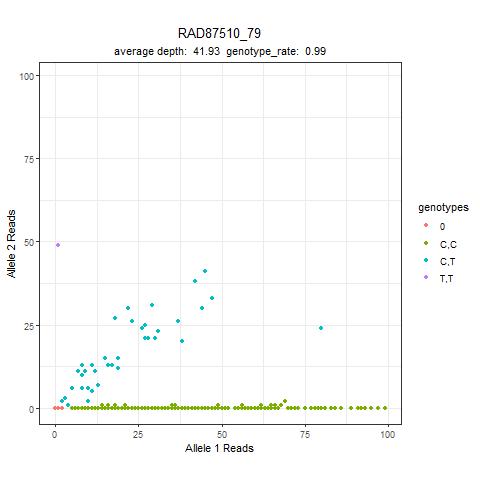 RAD87510_79
average depth: 41.93 genotype_rate: 0.99
100
75
50
25
0
0 25 50 75 100
Allele 1 Reads
Allele 2 Reads
genotypes
0
C,C
C,T
T,T